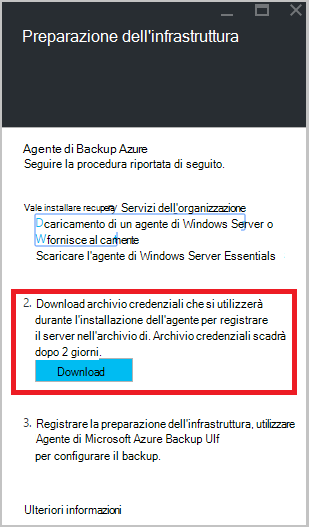 Preparazione dell'infrastruttura
Agente di Backup Azure
Seguire la procedura riportata di seguito.
Vale installare recupera Servizi dell'organizzazione
Dcaricamento di un agente di Windows Server o
Wfornisce al camente
Scaricare l'agente di Windows Server Essentials
2. Download archivio credenziali che si utilizzerà
durante l'installazione dell'agente per registrare
il server nell'archivio di. Archivio credenziali scadrà
dopo 2 giorni.
Download
3. Registrare la preparazione dell'infrastruttura, utilizzare
Agente di Microsoft Azure Backup UIf
per configurare il backup.
Ulteriori informazioni